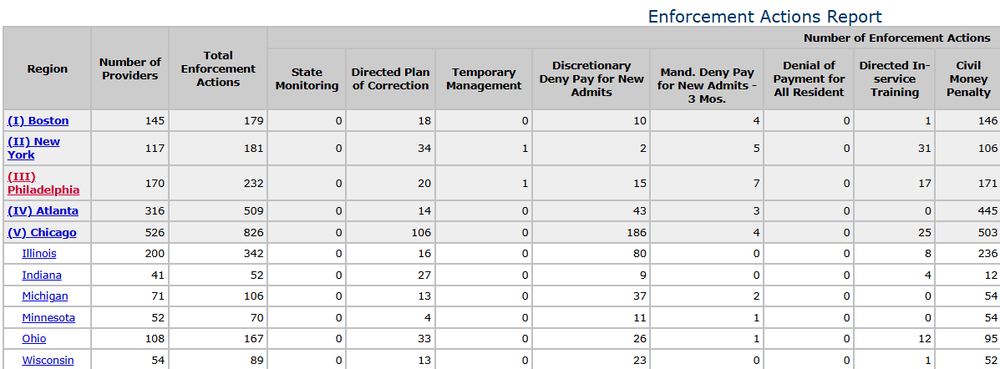 Enforcement Actions Report
Region Number of Providers Total Enforcement Actions Number of Enforcement Actions
State Monitoring Directed Plan of Correction Temporary Management Discretionary Deny Pay for New Admits Mand. Deny Pay for New Admits - 3 Mos. Denial of Payment for All Resident Directed In-service Training Civil Money Penalty
(I) Boston 145 179 0 18 0 10 4 0 1 146
(II) New York 117 181 0 34 1 2 5 0 31 106
(III) Philadelphia 170 232 0 20 1 15 7 0 17 171
(IV) Atlanta 316 509 0 14 0 43 3 0 0 445
(V) Chicago 526 826 0 106 0 186 4 0 25 503
Illinois 200 342 0 16 0 80 0 0 8 236
Indiana 41 52 0 27 0 9 0 0 4 12
Michigan 71 106 0 13 0 37 2 0 0 54
Minnesota 52 70 0 4 0 11 1 0 0 54
Ohio 108 167 0 33 0 26 1 0 12 95
Wisconsin 54 89 0 13 0 23 0 0 1 52